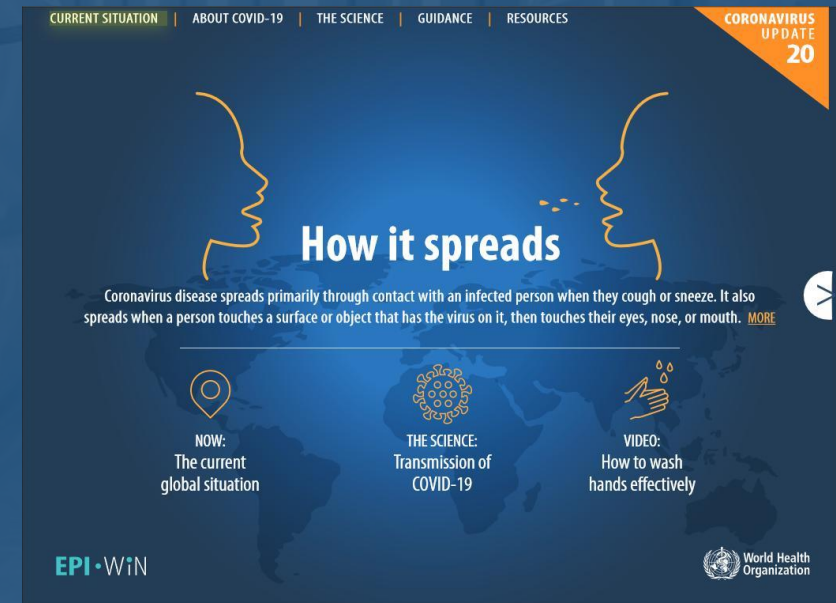 CURRENT SITUATION | ABOUT COVID-19 | THE SCIENCE | GUIDANCE | RESOURCES
CORONAVIRUS
UPDATE
20
How it spreads
Coronavirus disease spreads primarily through contact with an infected person when they cough or sneeze. It also
spreads when a person touches a surface or object that has the virus on it, then touches their eyes, nose, or mouth. MORE
NOW:
The current
global situation
THE SCIENCE:
Transmission of
COVID-19
VIDEO:
How to wash
hands effectively
EPI·WiN
World Health
Organization